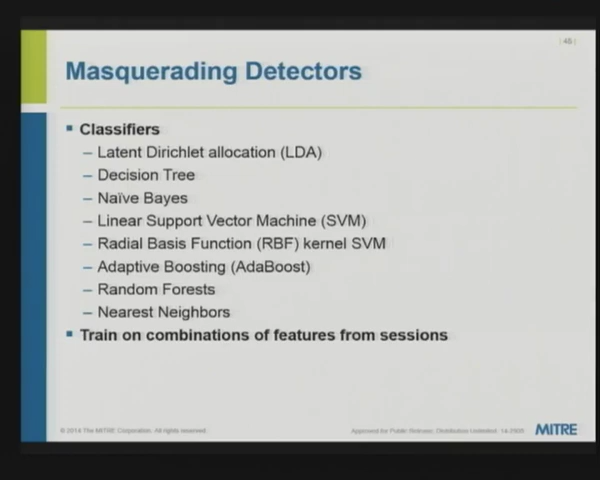 | 46 |
Masquerading Detectors
▪ Classifiers
– Latent Dirichlet allocation (LDA)
– Decision Tree
– Naïve Bayes
– Linear Support Vector Machine (SVM)
– Radial Basis Function (RBF) kernel SVM
– Adaptive Boosting (AdaBoost)
– Random Forests
– Nearest Neighbors
▪ Train on combinations of features from sessions
© 2014 The MITRE Corporation. All rights reserved.
Approved for Public Release; Distribution Unlimited.
MITRE